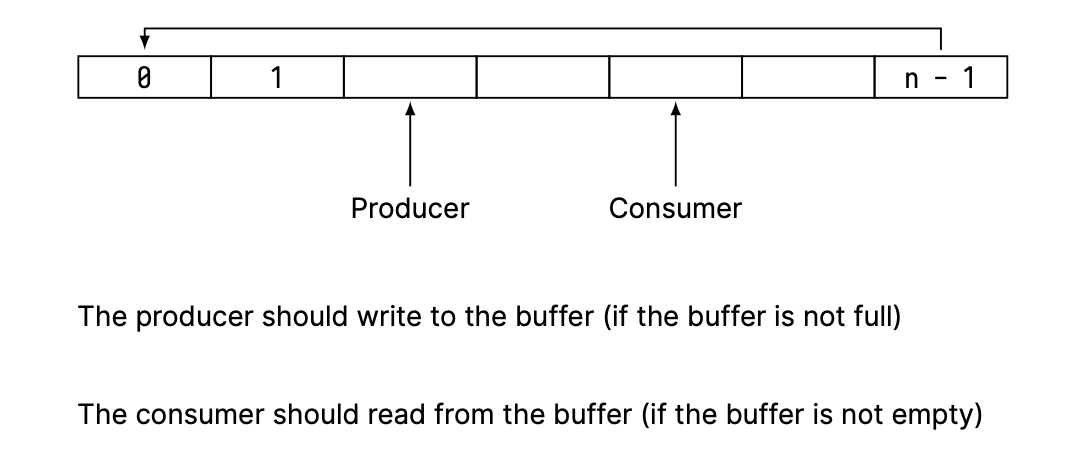 0 1 n - 1
Producer Consumer
The producer should write to the buffer (if the buffer is not full)
The consumer should read from the buffer (if the buffer is not empty)